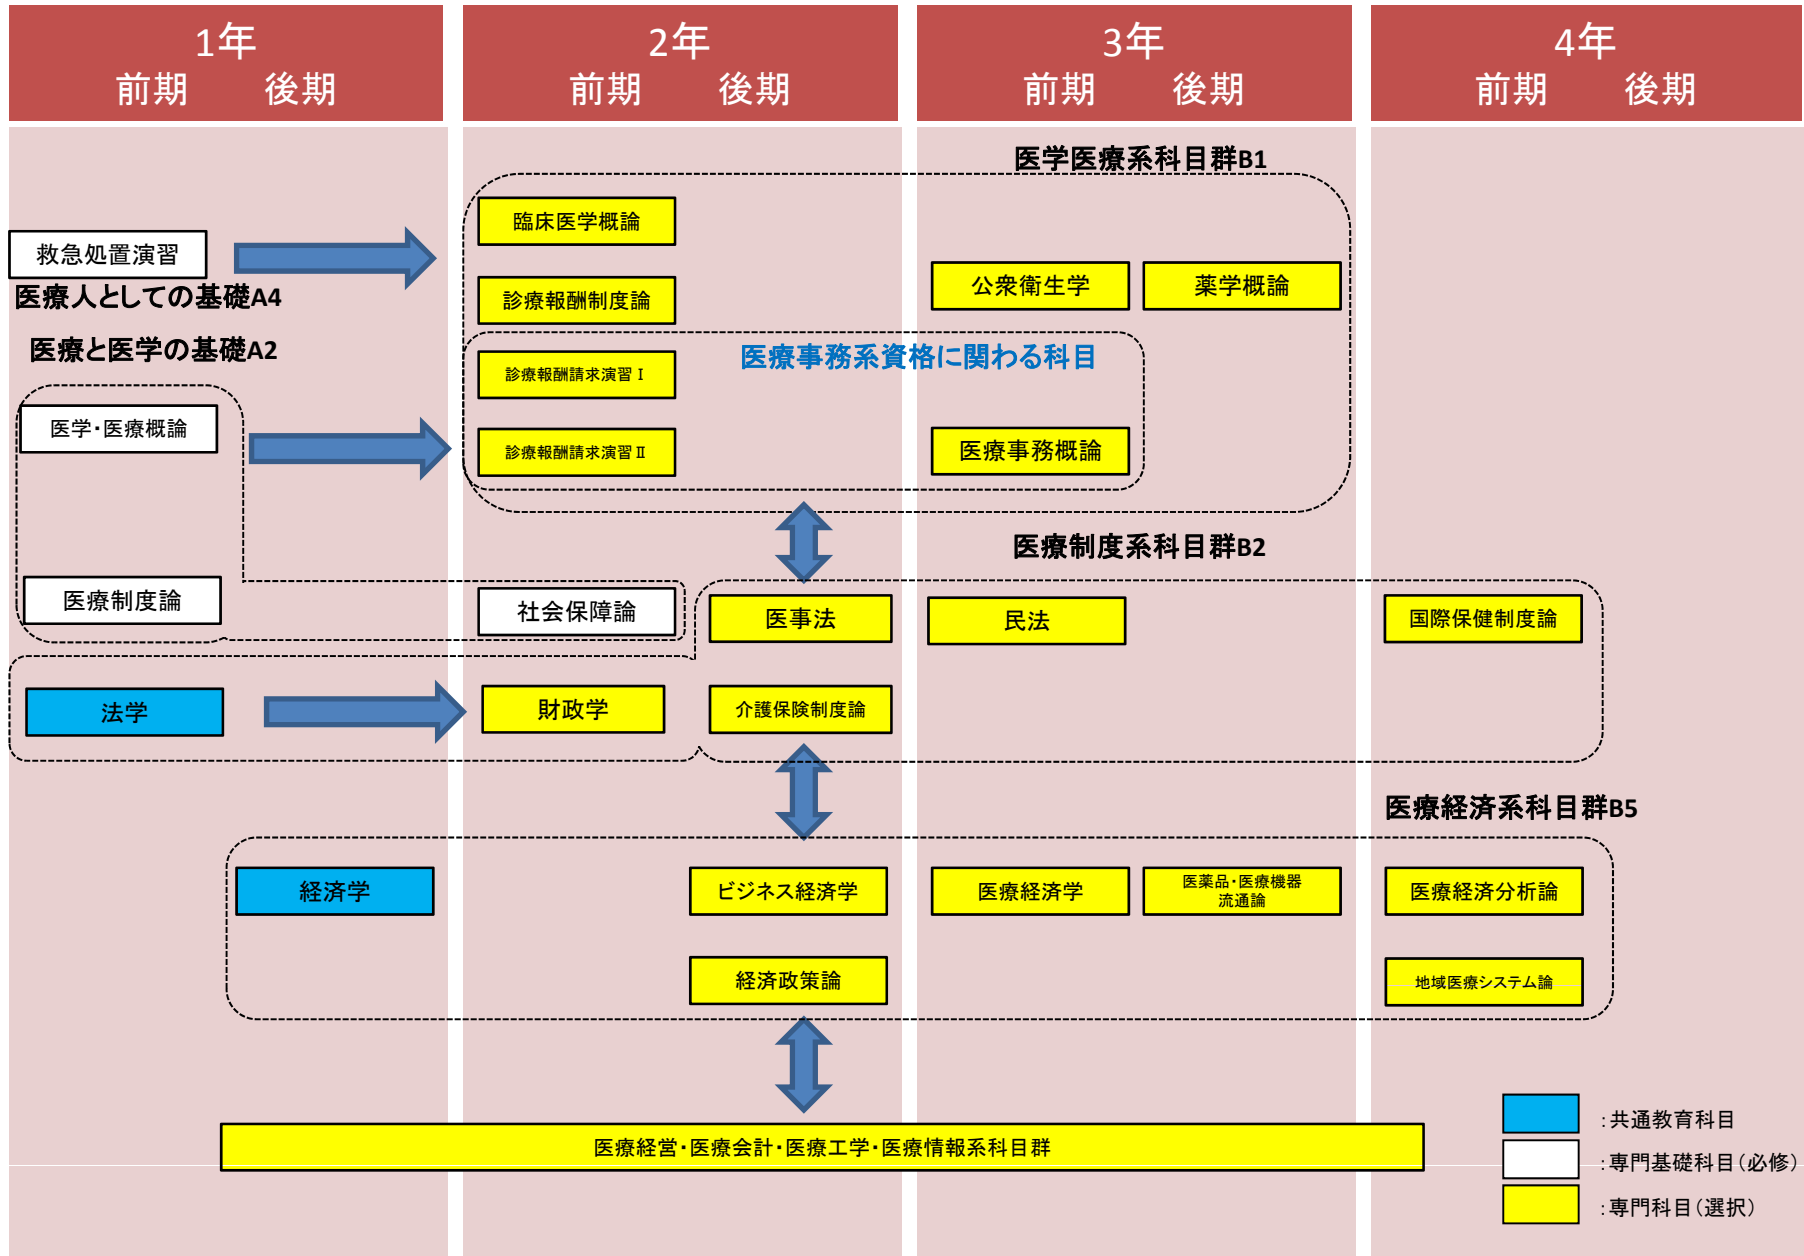 1年
前期 後期
2年
前期 後期
3年
前期 後期
4年
前期 後期
医学医療系科目群B1
臨床医学概論
救急処置演習
医療人としての基礎A4
診療報酬制度論
公衆衛生学
薬学概論
医療と医学の基礎A2
医療事務系資格に関わる科目
診療報酬請求演習Ⅰ
医学・医療概論
診療報酬請求演習Ⅱ
医療事務概論
医療制度系科目群B2
医療制度論
社会保障論
医事法
民法
国際保健制度論
法学
財政学
介護保険制度論
医療経済系科目群B5
経済学
ビジネス経済学
医療経済学
医薬品・医療機器
流通論
医療経済分析論
経済政策論
地域医療システム論
医療経営・医療会計・医療工学・医療情報系科目群
:共通教育科目
:専門基礎科目(必修)
:専門科目(選択)